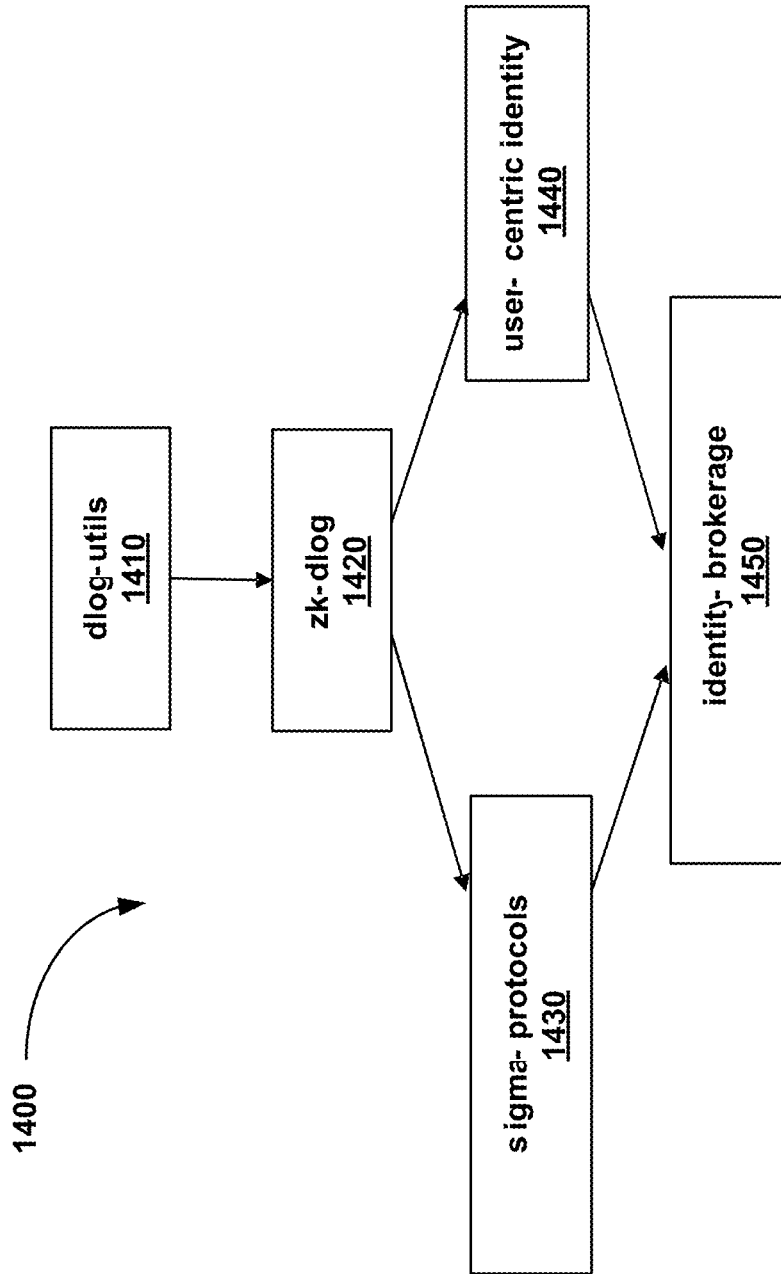 1400
dlog-utils
1410
zk-dlog
1420
sigma- protocols
1430
user- centric identity
1440
identity- brokerage
1450